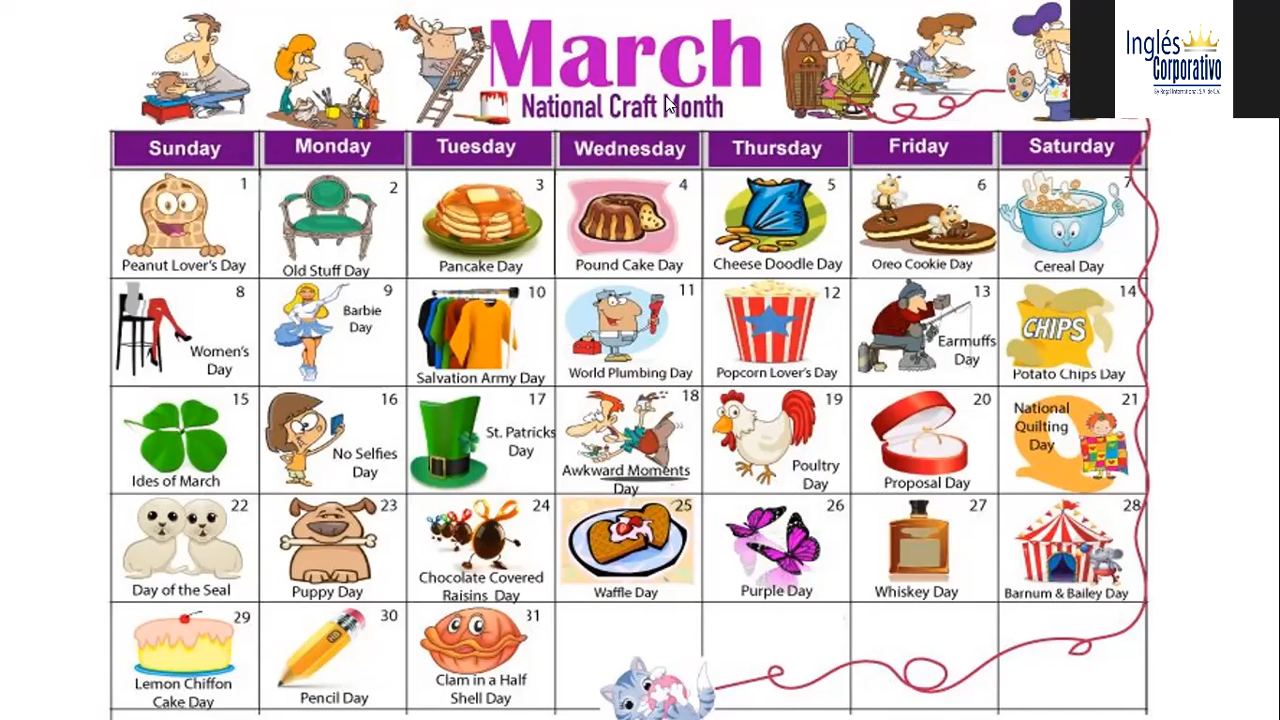 March
National Craft Month
Inglés
Corporativo
Sunday
Monday
Tuesday
Wednesday
Thursday
Friday
Saturday
1
Peanut Lover's Day
2
Old Stuff Day
3
Pancake Day
4
Pound Cake Day
5
Cheese Doodle Day
6
Oreo Cookie Day
7
Cereal Day
8
Women's
Day
9
Barbie
Day
10
Salvation Army Day
11
World Plumbing Day
12
Popcorn Lover's Day
13
Earmuffs
Day
14
CHIPS
Potato Chips Day
15
Ides of March
16
No Selfies
Day
17
St. Patricks
Day
18
Awkward Moments
Day
19
Poultry
Day
20
Proposal Day
21
National
Quilting
Day
22
Day of the Seal
23
Puppy Day
24
Chocolate Covered
Raisins Day
25
Waffle Day
26
Purple Day
27
Whiskey Day
28
Barnum & Bailey Day
29
Lemon Chiffon
Cake Day
30
Pencil Day
31
Clam in a Half
Shell Day